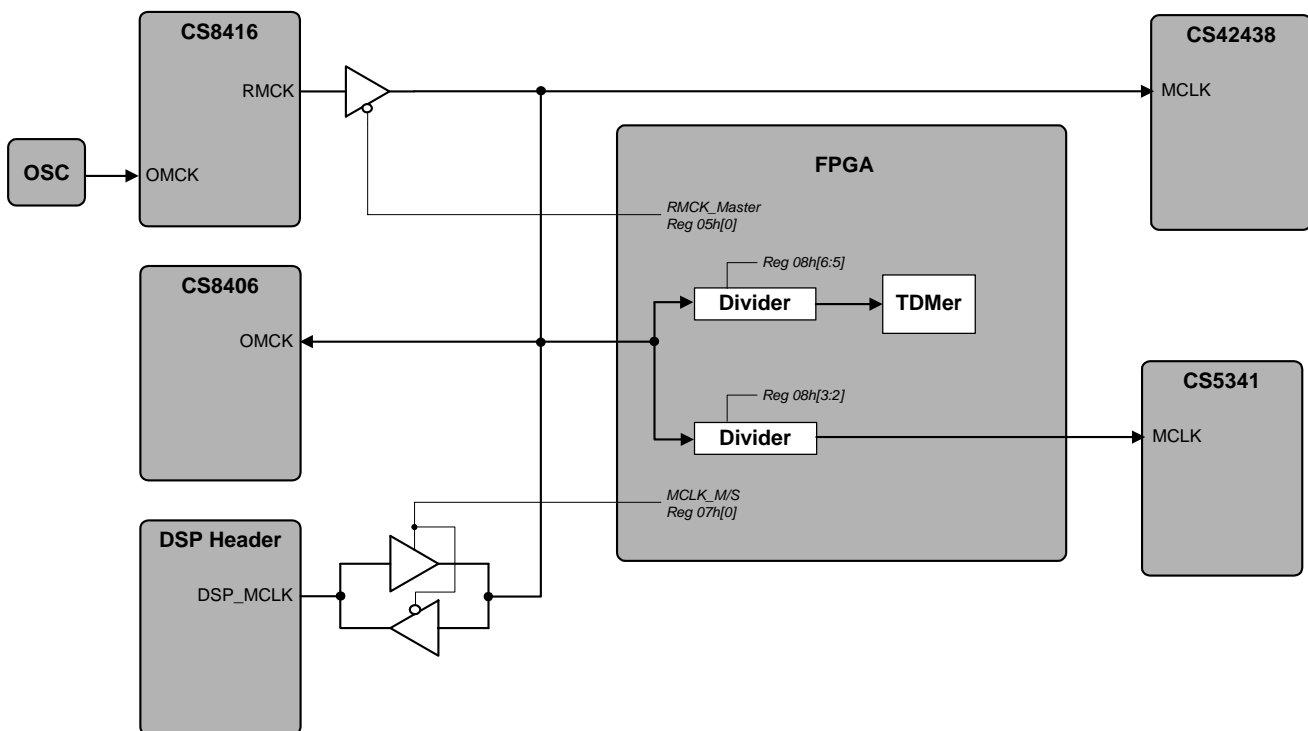 CS8416
RMCK
OMCK
OSC
CS42438
MCLK
FPGA
RMCK_Master
Reg 05h[0]
Reg 08h[6:5]
Divider
TDMer
CS8406
OMCK
Reg 08h[3:2]
Divider
CS5341
MCLK
MCLK_M/S
Reg 07h[0]
DSP Header
DSP_MCLK